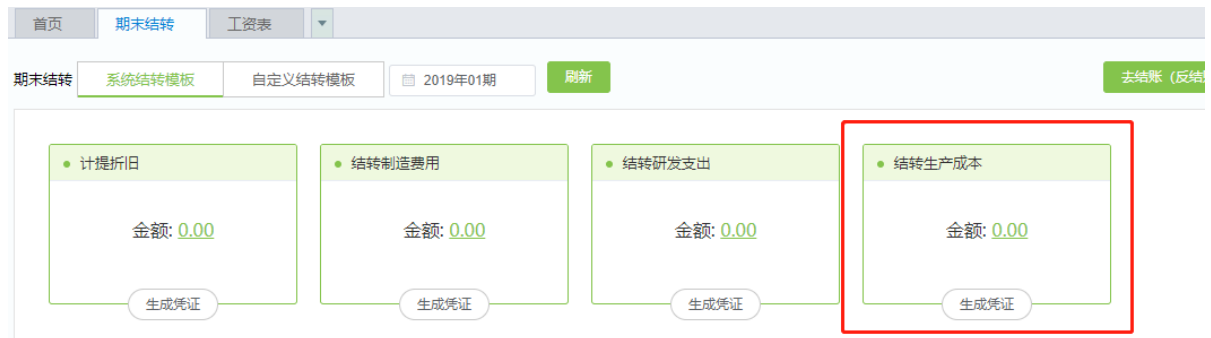 首页 期末结转 工资表
期末结转 系统结转模板 自定义结转模板 2019年01期 刷新 去结账（反结
计提折旧 结转制造费用 结转研发支出 结转生产成本
金额: 0.00 金额: 0.00 金额: 0.00 金额: 0.00
生成凭证 生成凭证 生成凭证 生成凭证